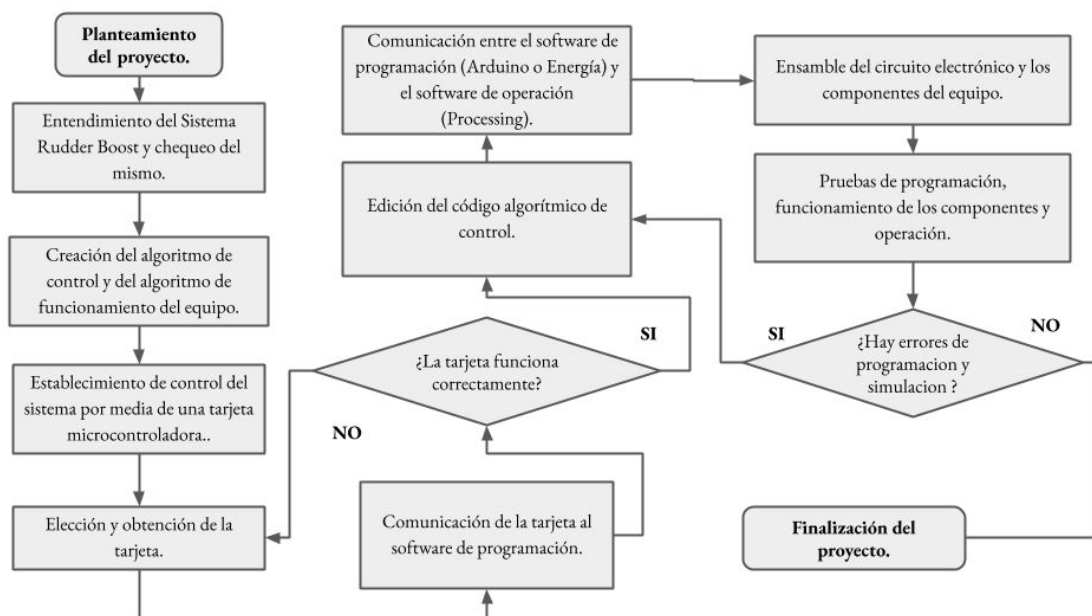 Planteamiento
del proyecto.
Entendimiento del Sistema
Rudder Boost y chequeo del
mismo.
Creación del algoritmo de
control y del algoritmo de
funcionamiento del equipo.
Establecimiento de control del
sistema por media de una tarjeta
microcontroladora..
Elección y obtención de la
tarjeta.
Comunicación entre el software de
programación (Arduino o Energía) y
el software de operación
(Processing).
Edición del código algorítmico de
control.
SI
¿La tarjeta funciona
correctamente?
NO
Comunicación de la tarjeta al
software de programación.
Ensamble del circuito electrónico y los
componentes del equipo.
Pruebas de programación,
funcionamiento de los componentes y
operación.
SI
NO
¿Hay errores de
programacion y
simulacion ?
Finalización del
proyecto.